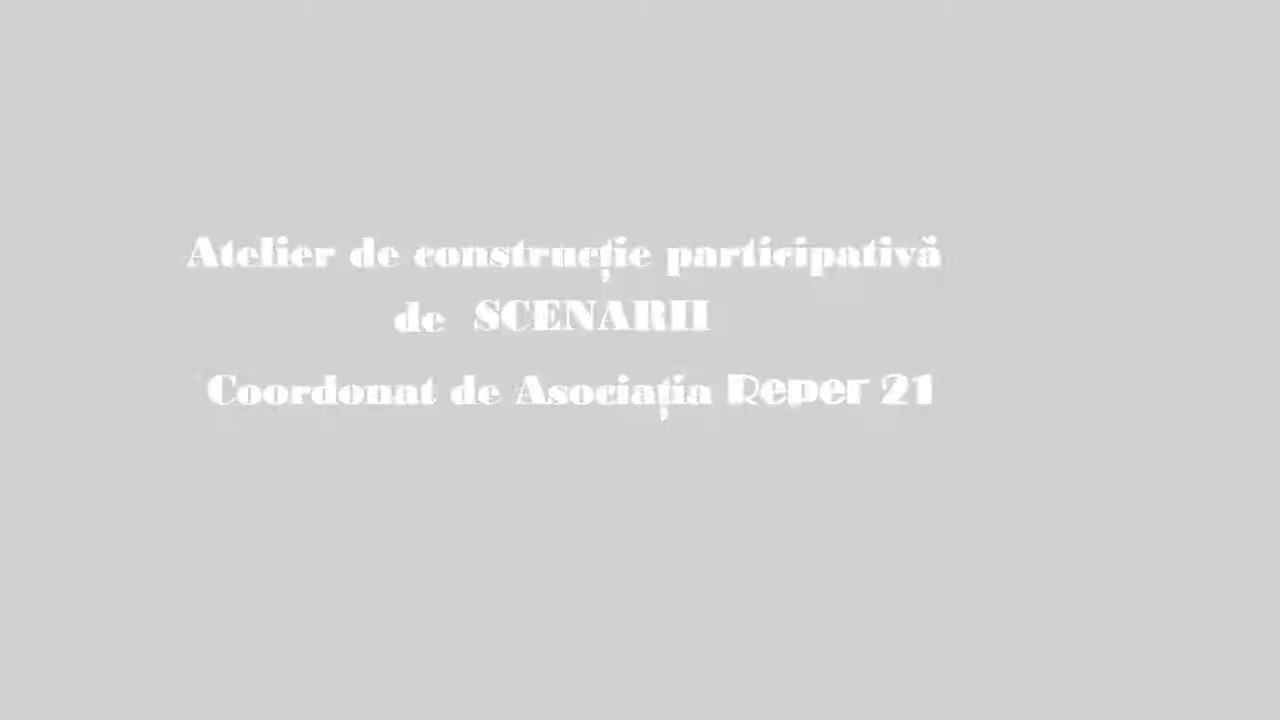 Atelier de construcție participativă
de SCENARII
Coordonat de Asociația Reper 21